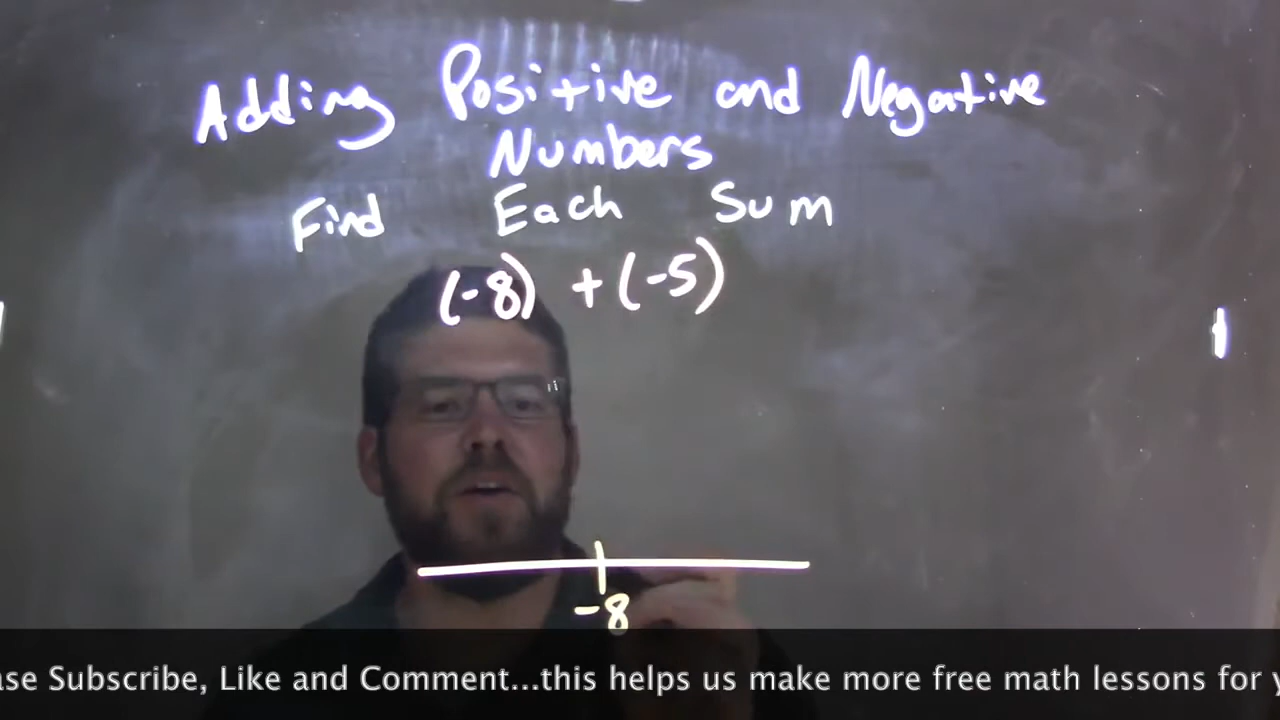 Adding Positive and Negative
Numbers
Find Each Sum
(-8) + (-5)
-8
se Subscribe, Like and Comment...this helps us make more free math lessons for